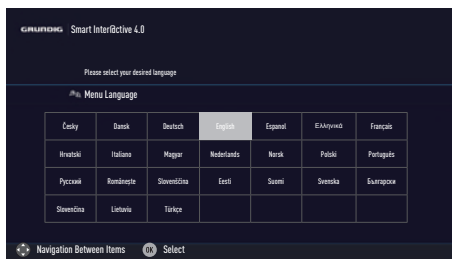 GRUNDIG Smart Inter@ctive 4.0
Please select your desired language
Menu Language
Česky Dansk Deutsch English Espanol Ελληνικά Français
Hrvatski Italiano Magyar Nederlands Norsk Polski Português
Русский Românește Slovenščina Eesti Suomi Svenska Български
Slovenčina Lietuviu Türkçe
Navigation Between Items OK Select